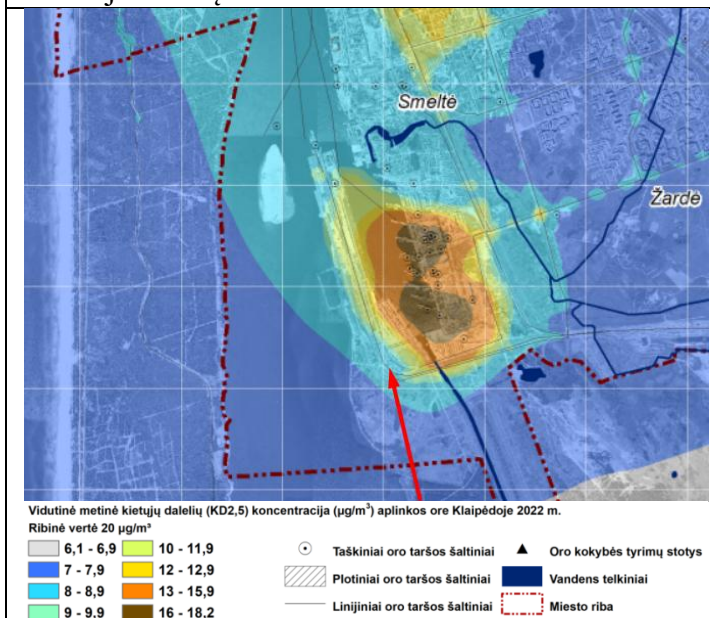 Smeltė
Žardė
Vidutinė metinė kietųjų dalelių (KD2,5) koncentracija (µg/m³) aplinkos ore Klaipėdoje 2022 m.
Ribinė vertė 20 µg/m³
6,1 - 6,9 10 - 11,9 Taškiniai oro taršos šaltiniai Oro kokybės tyrimų stotys
7 - 7,9 12 - 12,9 Plotiniai oro taršos šaltiniai Vandens telkiniai
8 - 8,9 13 - 15,9 Linijiniai oro taršos šaltiniai Miesto riba
9 - 9,9 16 - 18,2